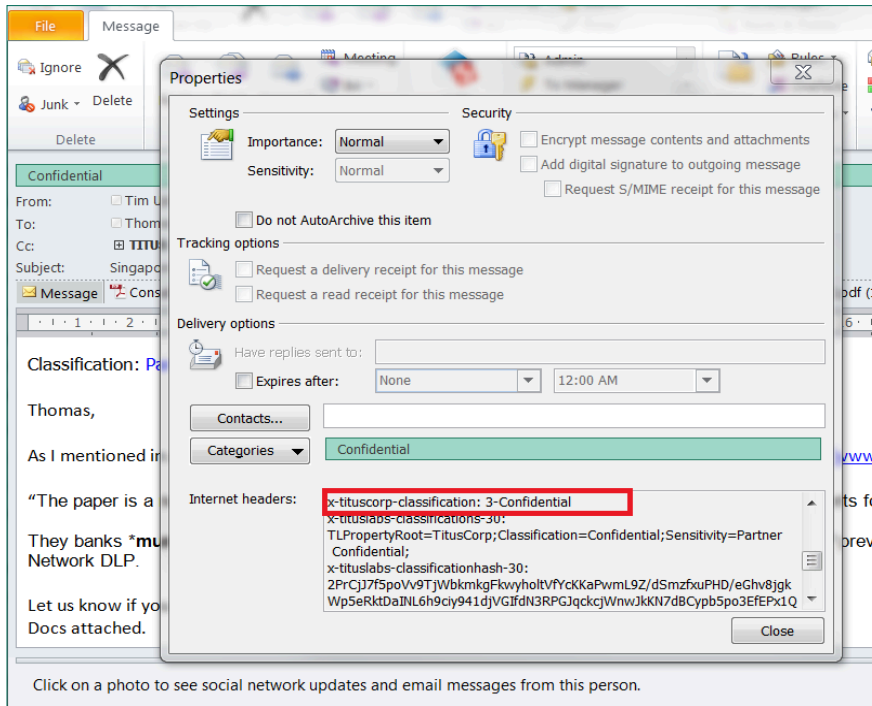 File Message
Ignore
Junk Delete
Delete
Meeting
Rules
Properties
Settings
Security
Importance: Normal
Sensitivity: Normal
Encrypt message contents and attachments
Add digital signature to outgoing message
Request S/MIME receipt for this message
Do not AutoArchive this item
Tracking options
Request a delivery receipt for this message
Request a read receipt for this message
Delivery options
Have replies sent to:
Expires after: None 12:00 AM
Contacts...
Categories Confidential
Internet headers:
x-tituscorp-classification: 3-Confidential
x-tituslabs-classifications-30:
TLPropertyRoot=TitusCorp;Classification=Confidential;Sensitivity=Partner
Confidential;
x-tituslabs-classificationhash-30:
2PrCjJ7f5poVv9TjWbkmkgFkwyholtVfYcKKaPwmL9Z/dSmzfxuPHD/eGhv8jgk
Wp5eRktDaINL6h9ciy941djVGIfdN3RPGJqckcjWnwJkKN7dBCypb5po3EfEPx1Q
Close
Confidential
From: Tim
To: Thom
Cc: TITUS
Subject: Singapo
Message Cons
Classification: Pa
Thomas,
As I mentioned in
“The paper is a
They banks *mu
Network DLP.
Let us know if yo
Docs attached.
Click on a photo to see social network updates and email messages from this person.